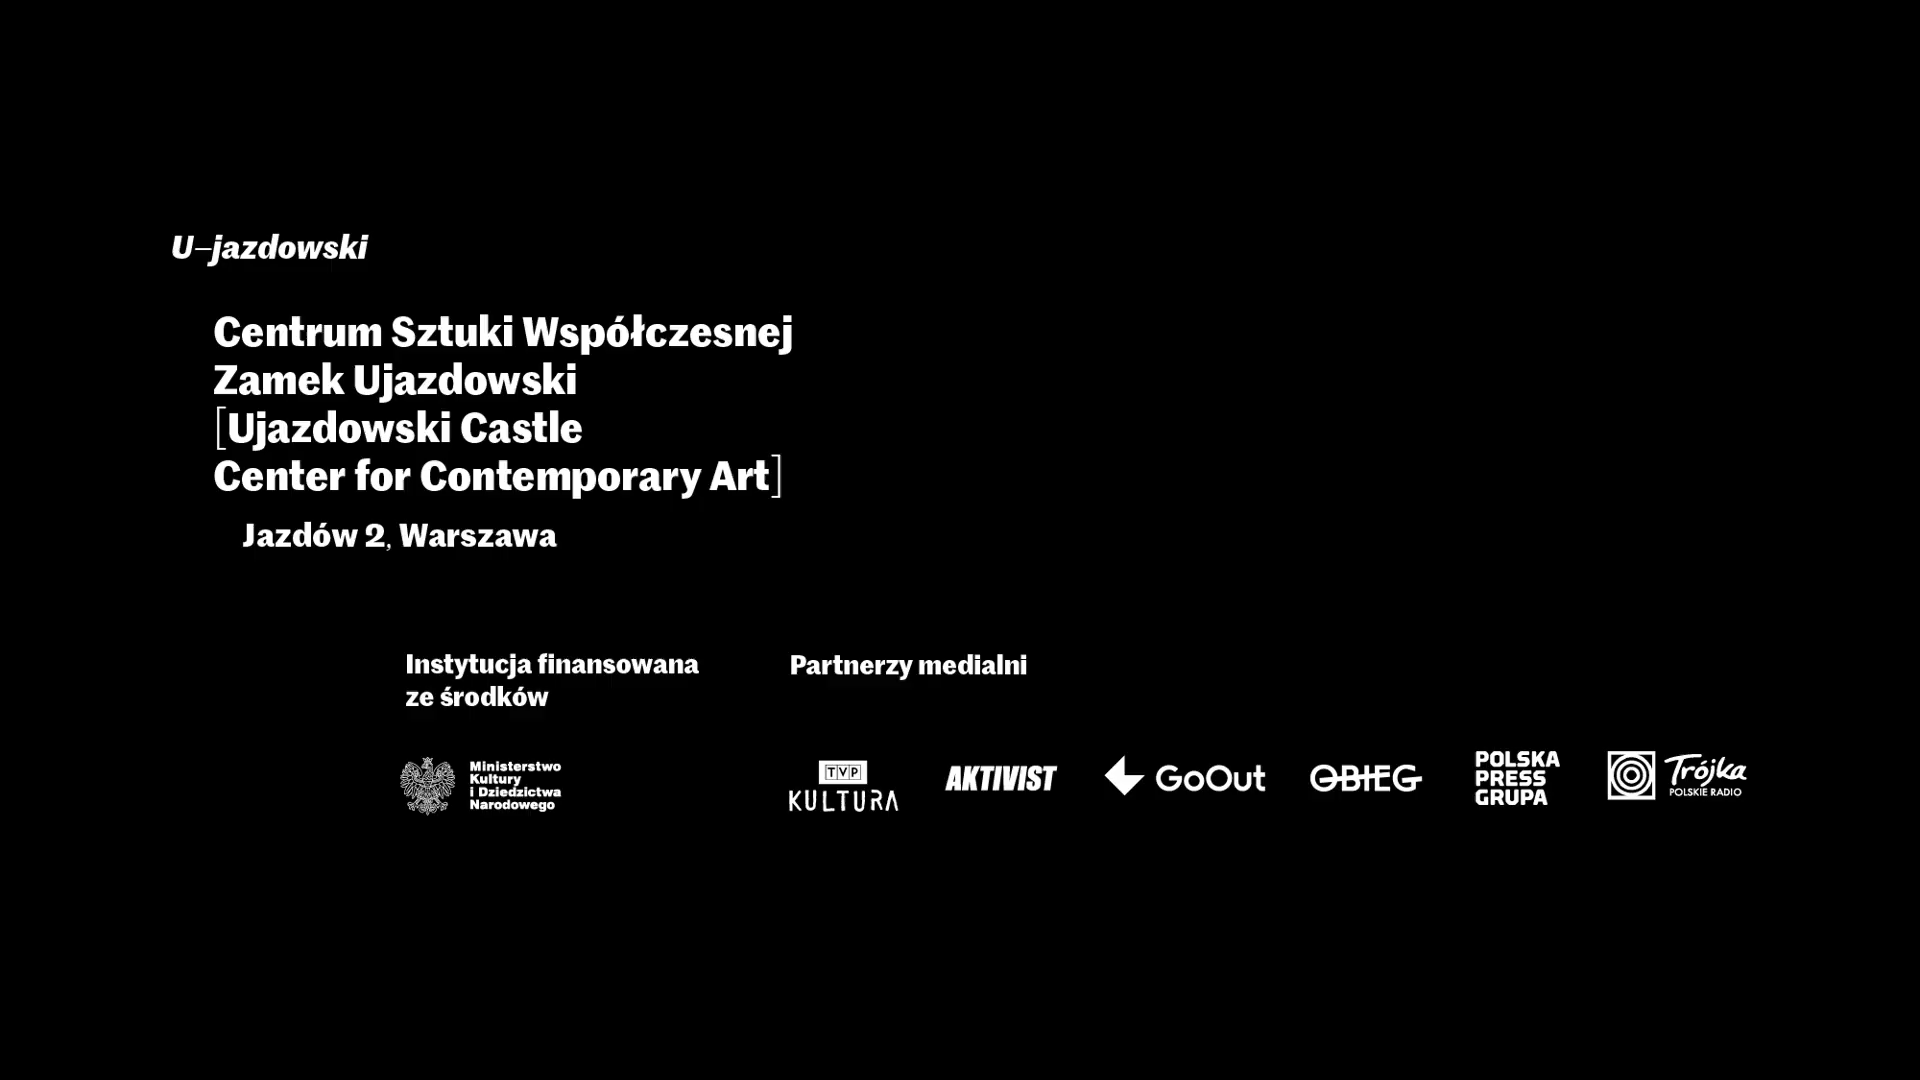 U–jazdowski
Centrum Sztuki Współczesnej
Zamek Ujazdowski
[Ujazdowski Castle
Center for Contemporary Art]
Jazdów 2, Warszawa
Instytucja finansowana
ze środków
Partnerzy medialni
Ministerstwo
Kultury
i Dziedzictwa
Narodowego
TVP
KULTURA
AKTIVIST
GoOut
OBIEG
POLSKA
PRESS
GRUPA
Trójka
POLSKIE RADIO